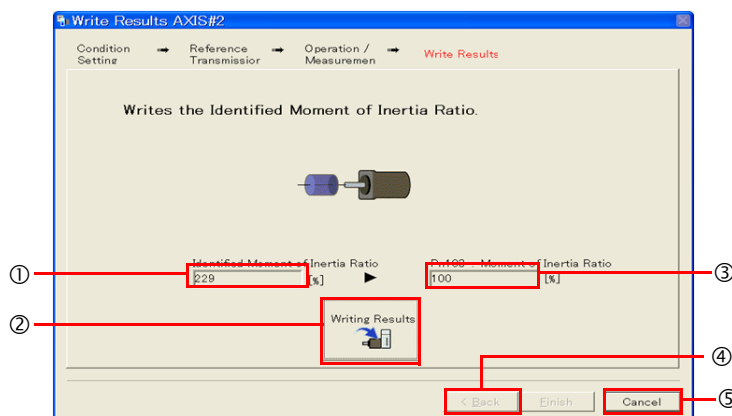 Write Results AXIS#2
Condition Setting
Reference Transmission
Operation / Measuremen
Write Results
Writes the Identified Moment of Inertia Ratio.
Identified Moment of Inertia Ratio
Pn103 : Moment of Inertia Ratio
① 229 [%]
100 [%] ③
② Writing Results
④
< Back
Finish
Cancel ⑤